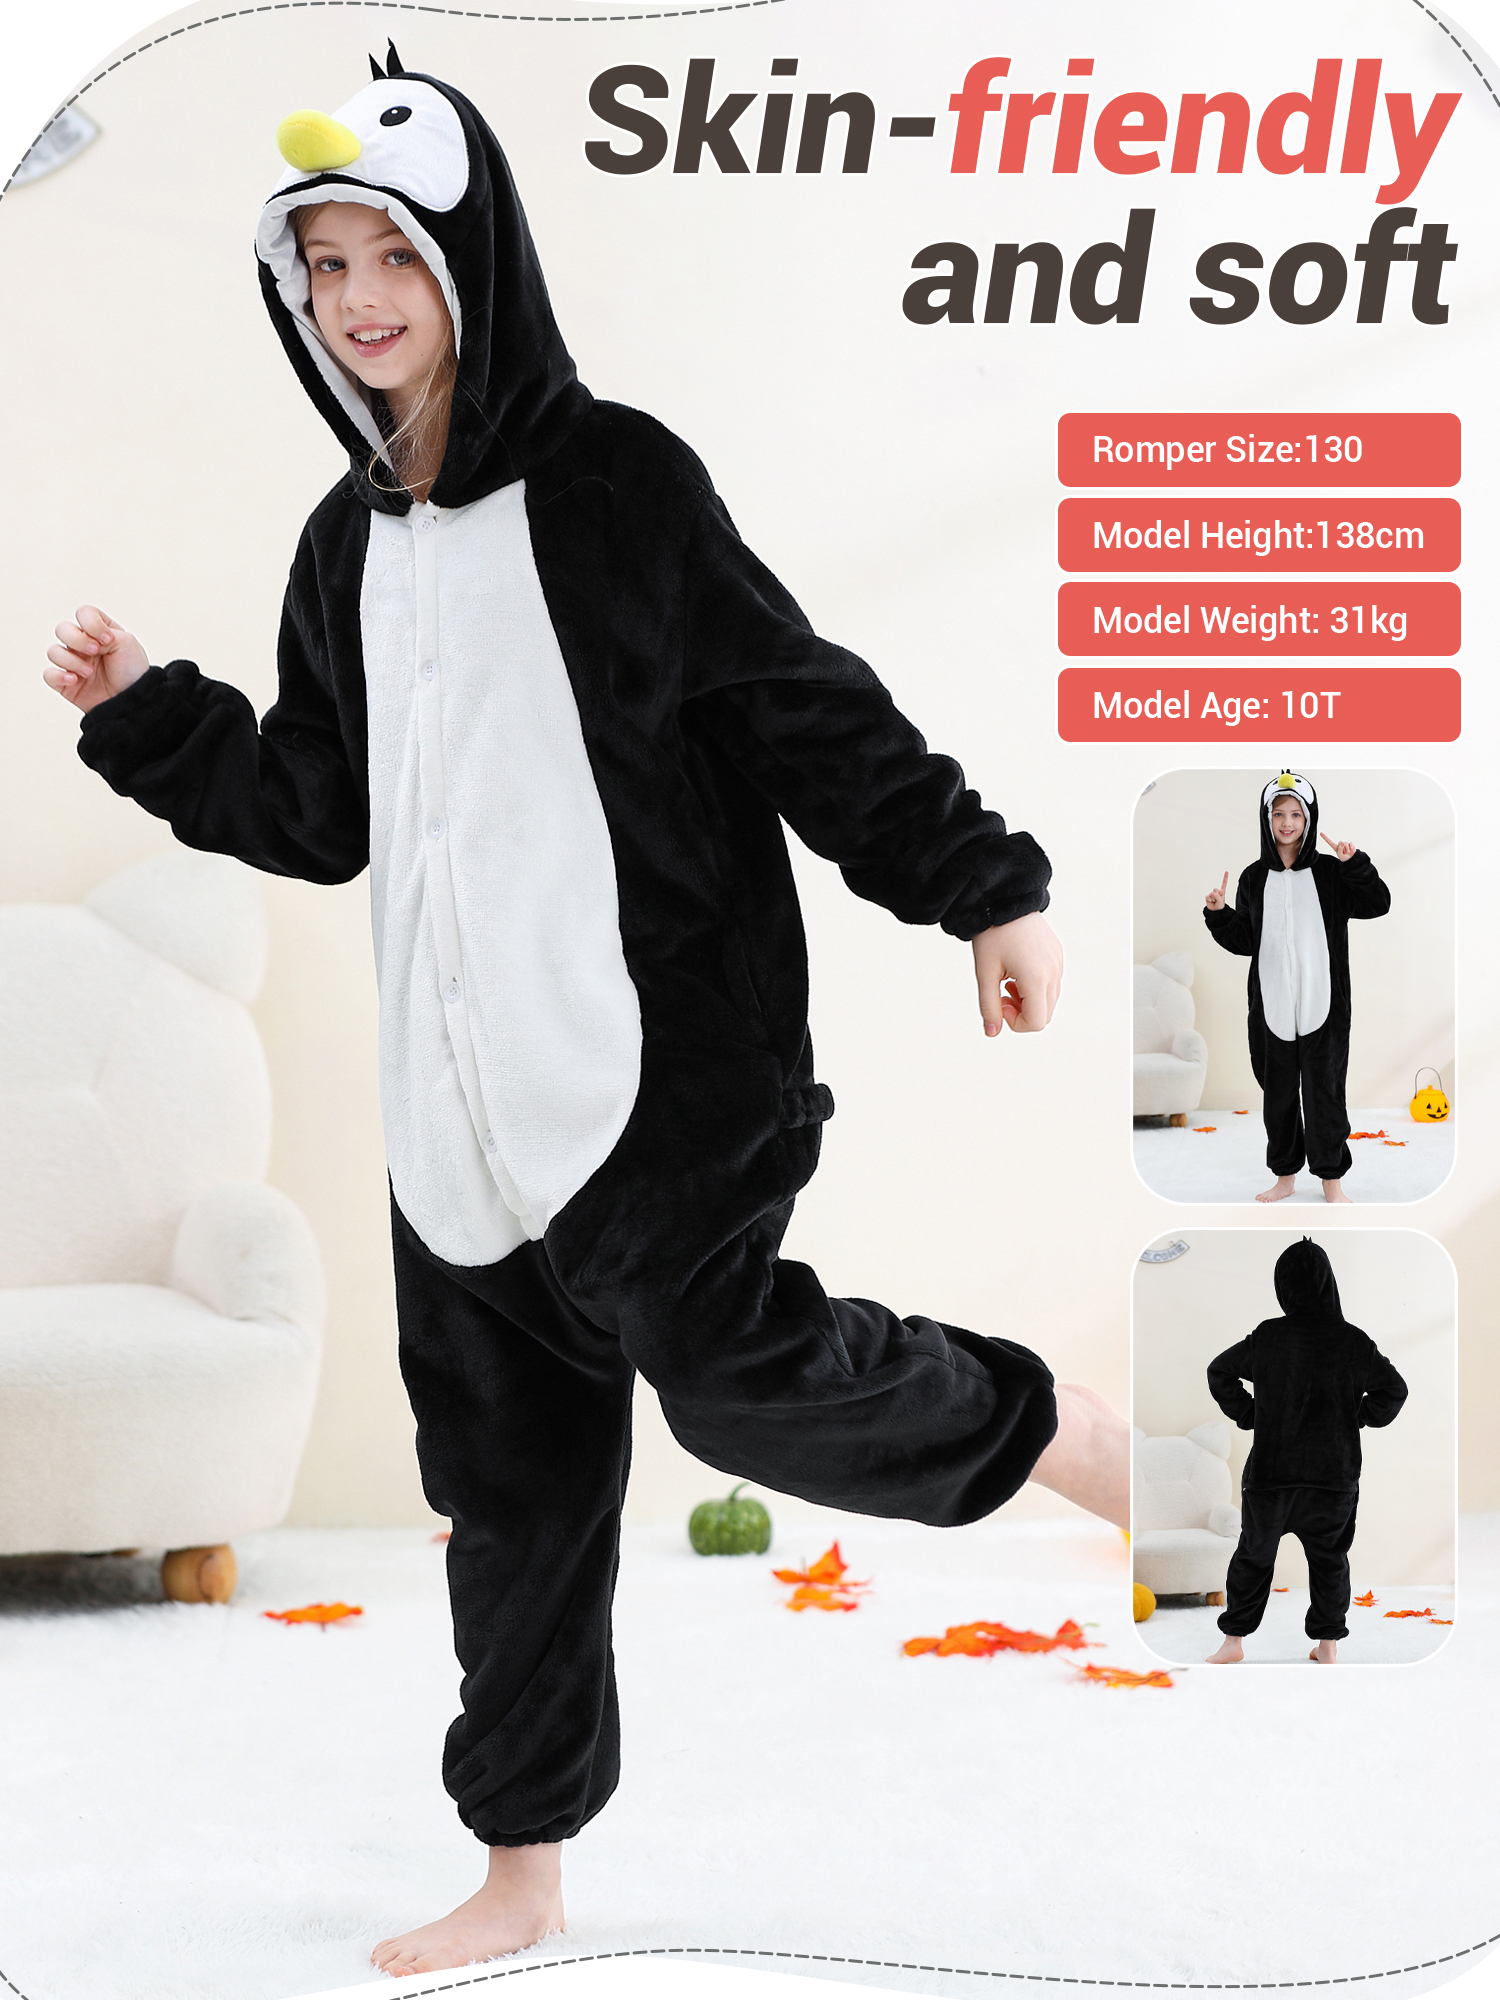 Skin-friendly
and soft
Romper Size:130
Model Height:138cm
Model Weight: 31kg
Model Age: 10T